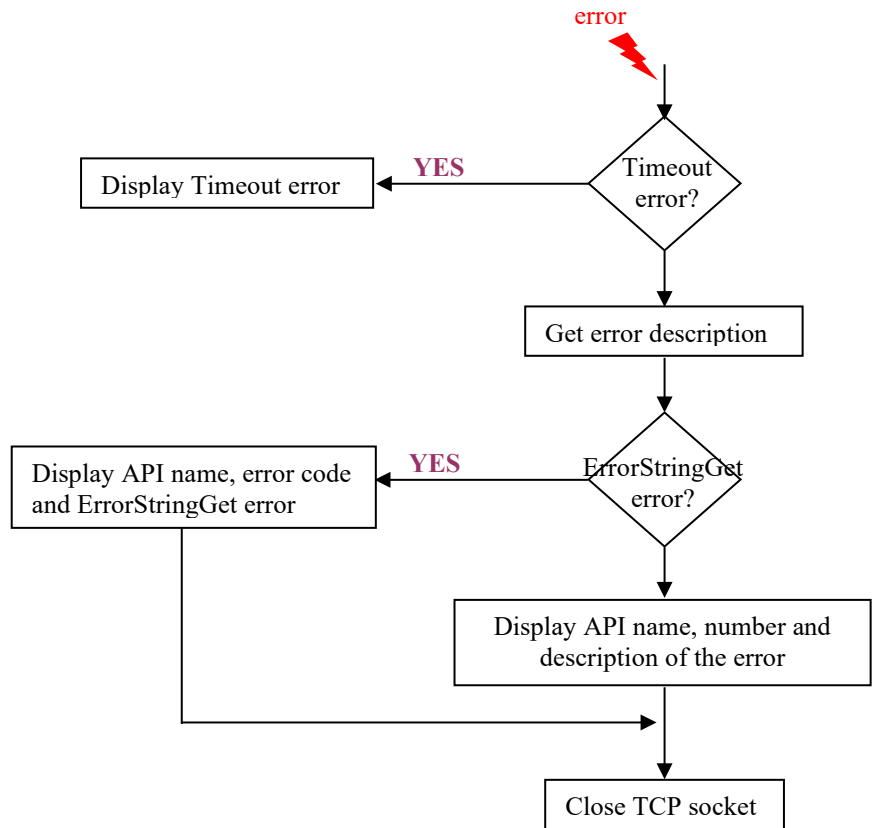 error
Timeout
error?
YES
Display Timeout error
Get error description
ErrorStringGet
error?
YES
Display API name, error code
and ErrorStringGet error
Display API name, number and
description of the error
Close TCP socket